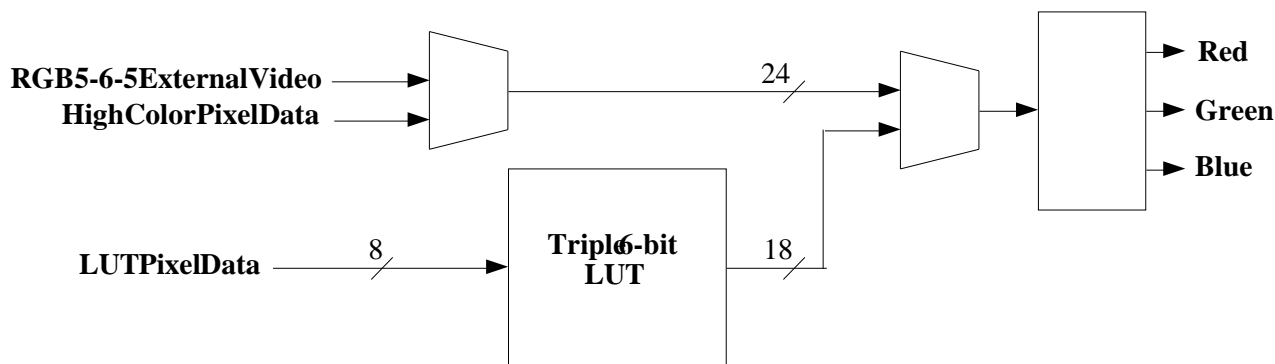 RGB5-6-5ExternalVideo
HighColorPixelData
24
Red
Green
Blue
LUTPixelData
8
Triple6-bit
LUT
18